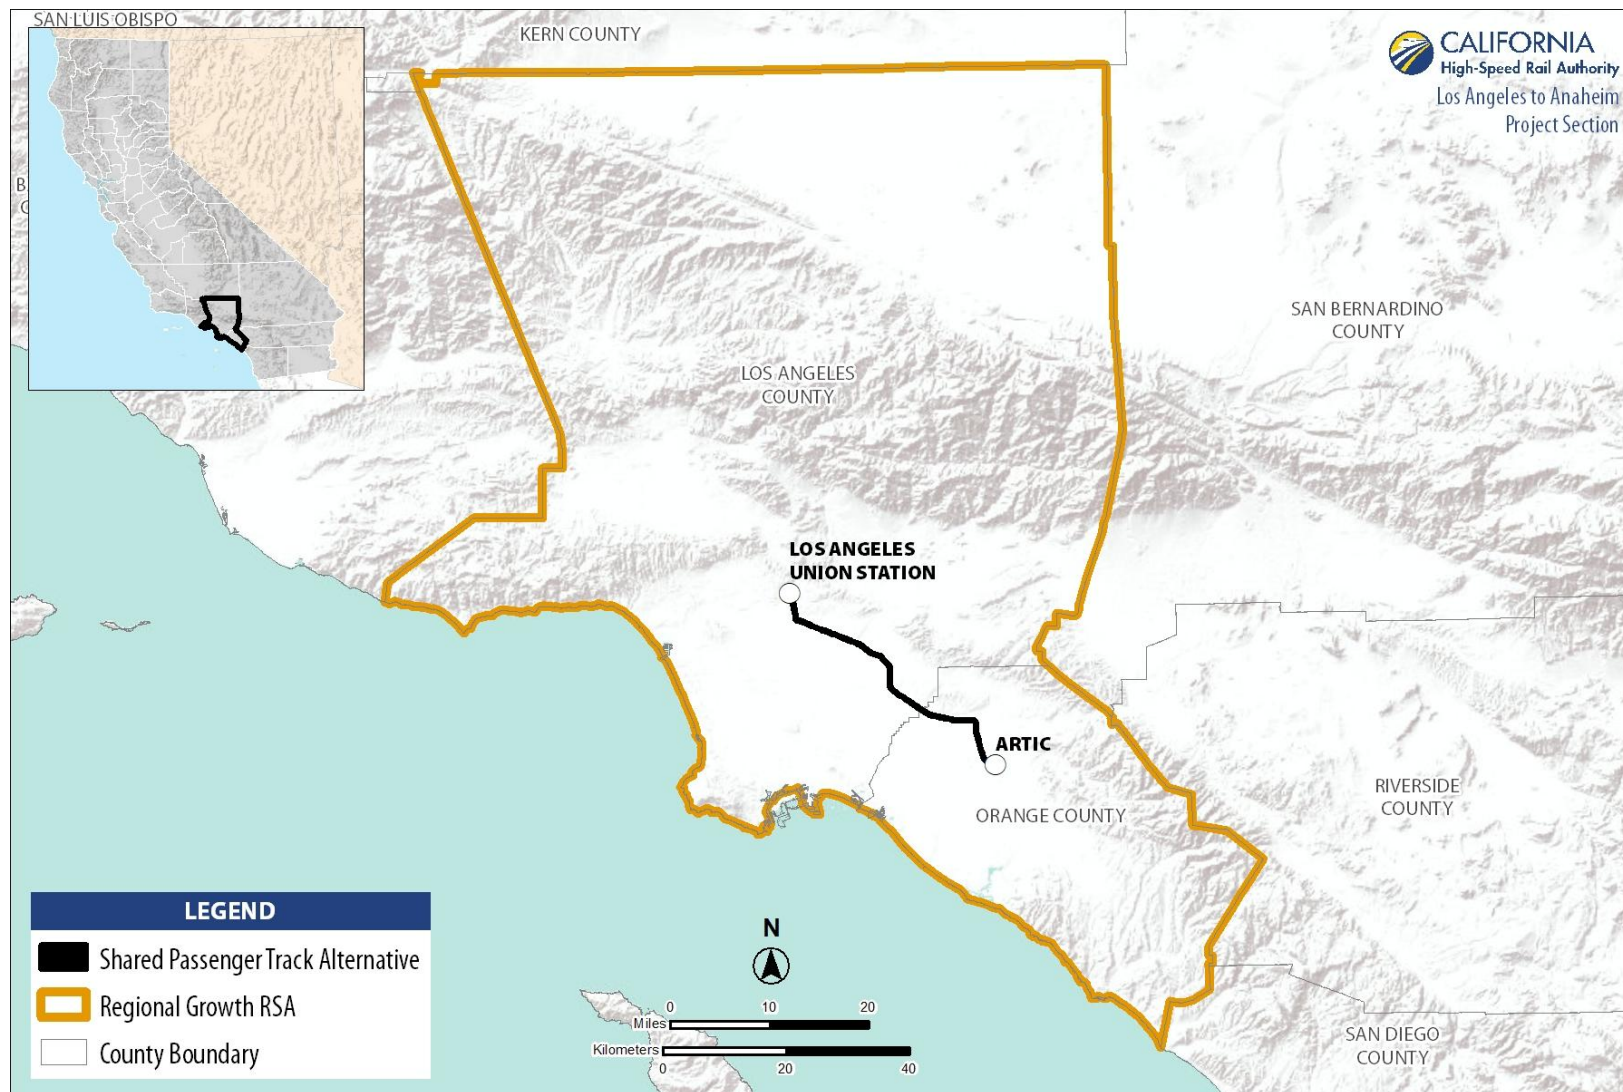 SAN LUIS OBISPO
KERN COUNTY
CALIFORNIA
High-Speed Rail Authority
Los Angeles to Anaheim
Project Section
SAN BERNARDINO
COUNTY
LOS ANGELES
COUNTY
LOS ANGELES
UNION STATION
ARTIC
ORANGE COUNTY
RIVERSIDE
COUNTY
SAN DIEGO
COUNTY
LEGEND
Shared Passenger Track Alternative
Regional Growth RSA
County Boundary
N
0 10 20
Miles
Kilometers
0 20 40